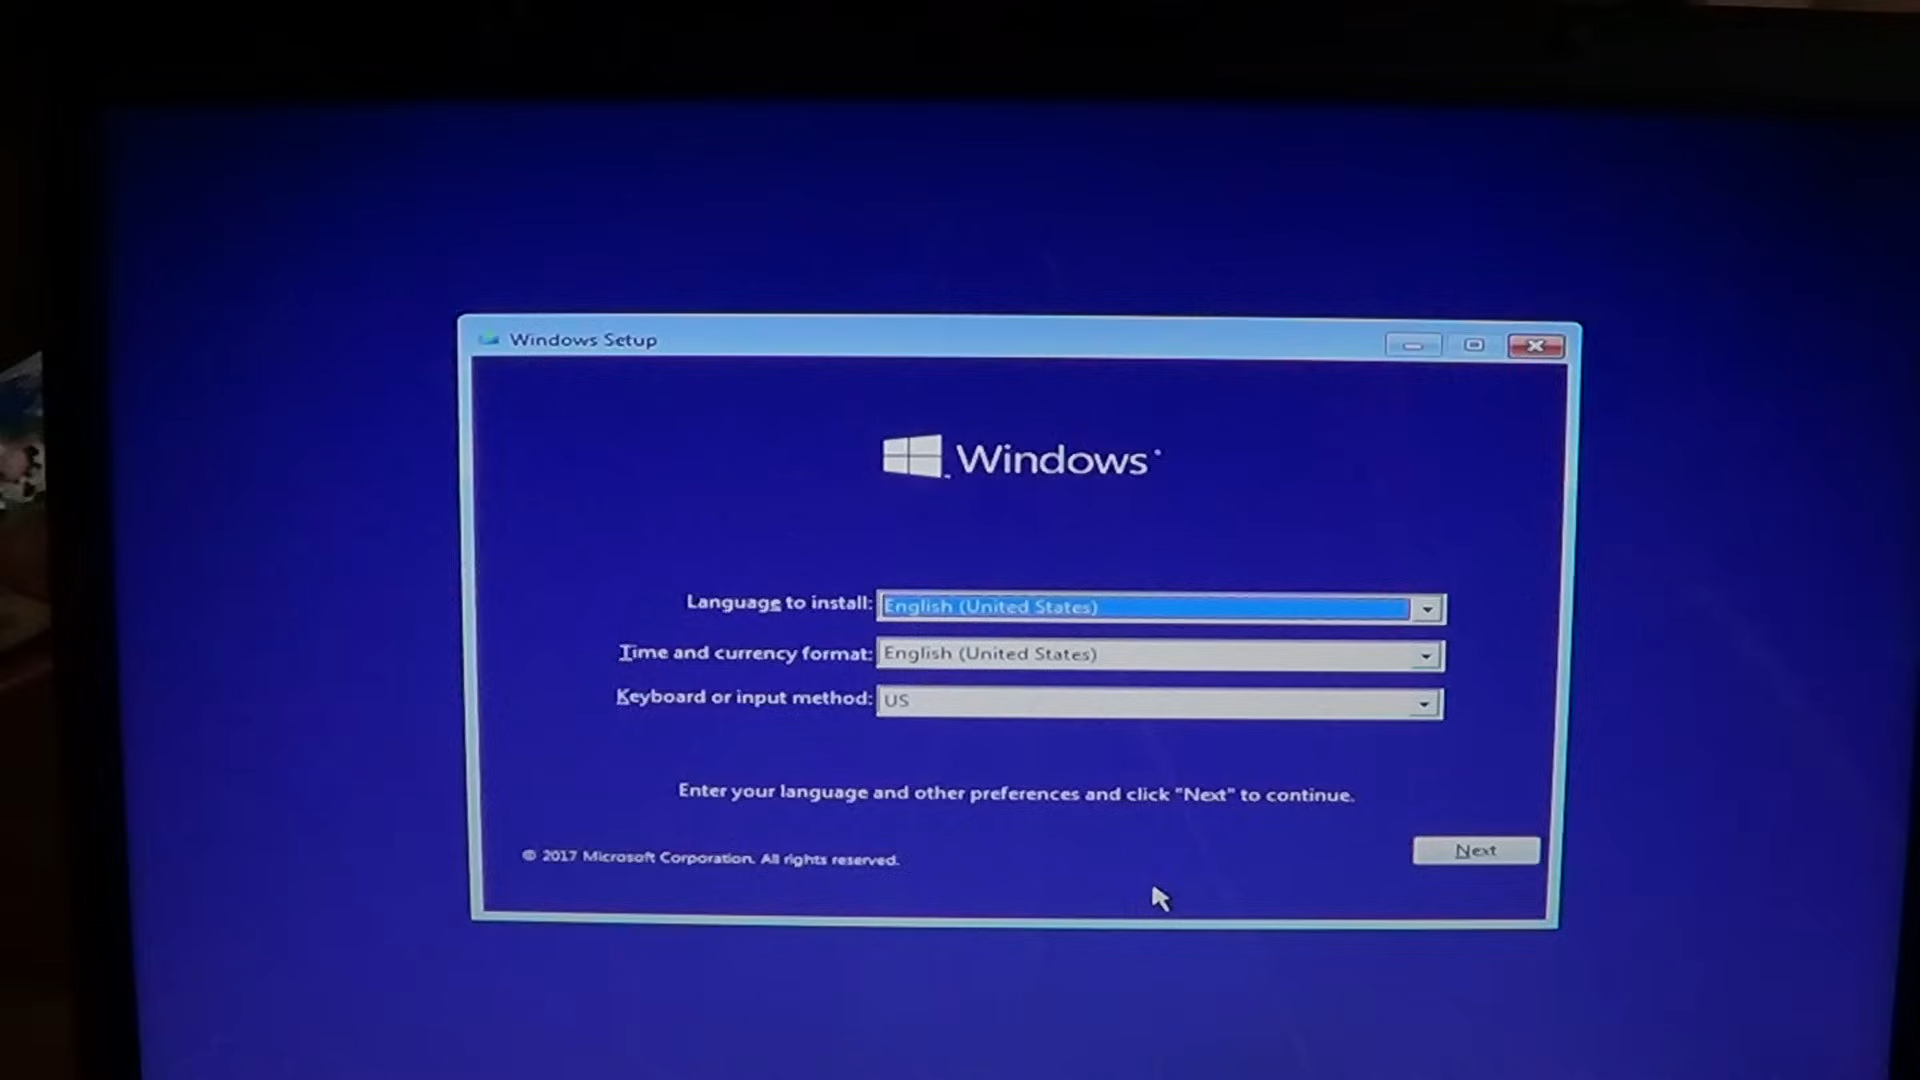 Windows Setup
Windows
Language to install: English (United States)
Time and currency format: English (United States)
Keyboard or input method: US
Enter your language and other preferences and click "Next" to continue.
© 2017 Microsoft Corporation. All rights reserved.
Next